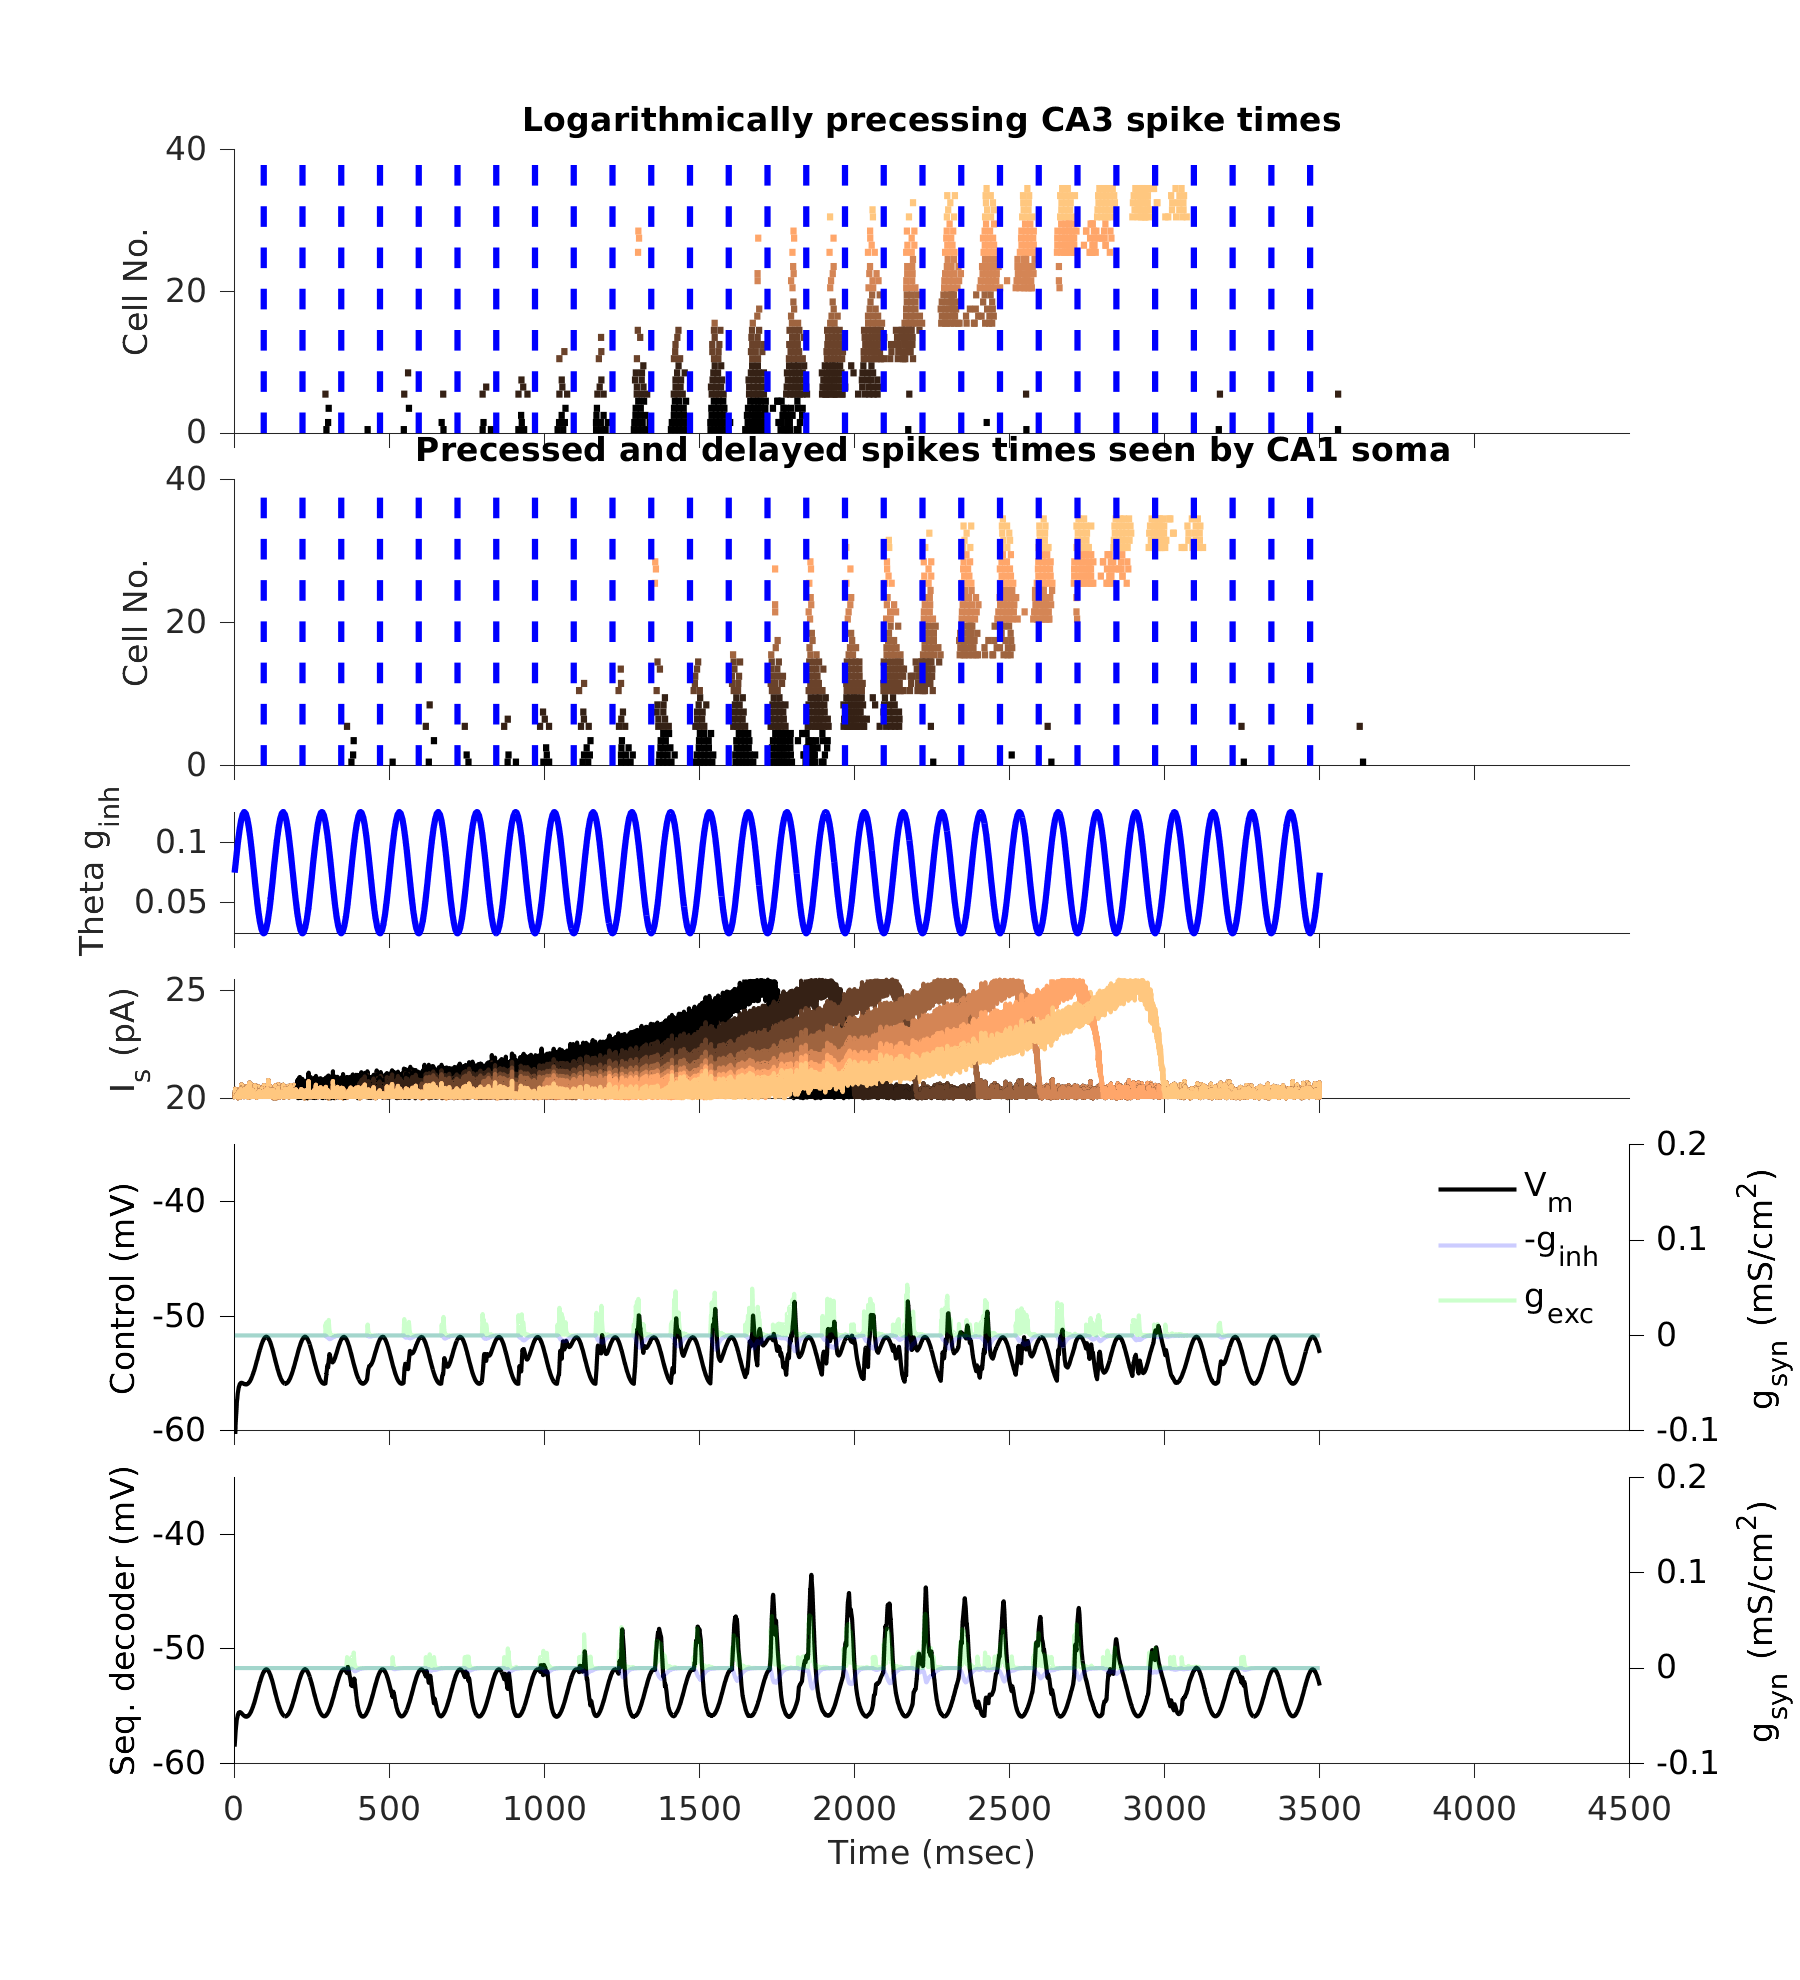 Logarithmically precessing CA3 spike times
40
20
0
Cell No.
Precessed and delayed spikes times seen by CA1 soma
40
20
0
Cell No.
0.1
0.05
Theta g_inh
25
20
I_s (pA)
-40
-50
-60
Control (mV)
V_m
-g_inh
g_exc
0.2
0.1
0
-0.1
g_syn (mS/cm²)
-40
-50
-60
Seq. decoder (mV)
0.2
0.1
0
-0.1
g_syn (mS/cm²)
0 500 1000 1500 2000 2500 3000 3500 4000 4500
Time (msec)